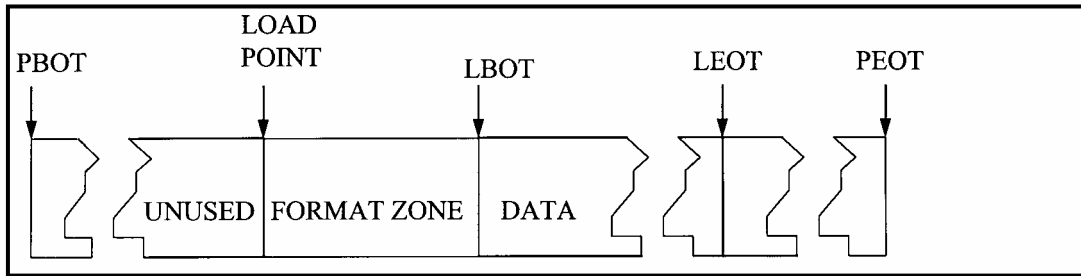 PBOT
LOAD
POINT
LBOT
LEOT
PEOT
UNUSED
FORMAT ZONE
DATA